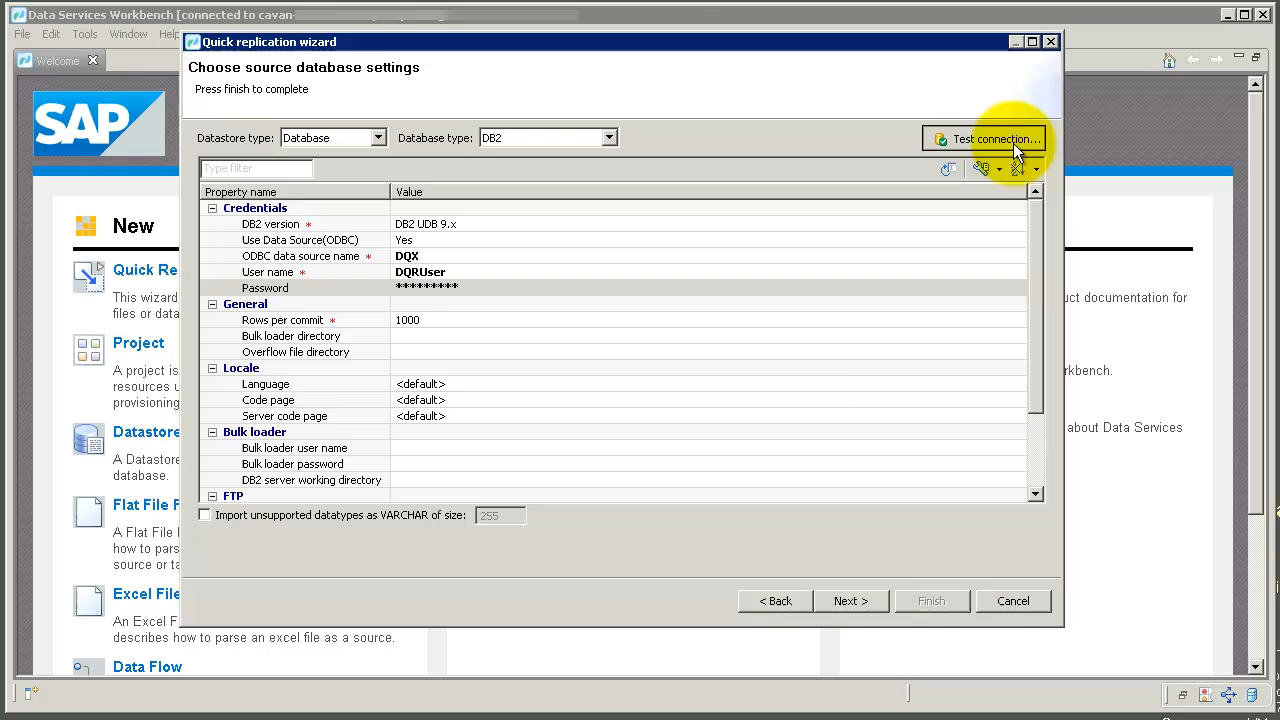 Data Services Workbench [connected to cavan-
File Edit Tools Window Help
Welcome
Quick replication wizard
Choose source database settings
Press finish to complete
Datastore type: Database Database type: DB2 Test connection...
Type filter
Property name Value
Credentials
DB2 version * DB2 UDB 9.x
Use Data Source(ODBC) Yes
ODBC data source name * DQX
User name * DQRUser
Password *********
General
Rows per commit * 1000
Bulk loader directory
Overflow file directory
Locale
Language <default>
Code page <default>
Server code page <default>
Bulk loader
Bulk loader user name
Bulk loader password
DB2 server working directory
FTP
Import unsupported datatypes as VARCHAR of size: 255
< Back Next > Finish Cancel
SAP
New
Quick Re
This wizard
files or data
Project
A project is
resources u
provisioning
Datastore
A Datastore
database.
Flat File F
A Flat File
how to pars
source or ta
Excel File
An Excel F
describes how to parse an excel file as a source.
Data Flow
uct documentation for
orkbench.
about Data Services